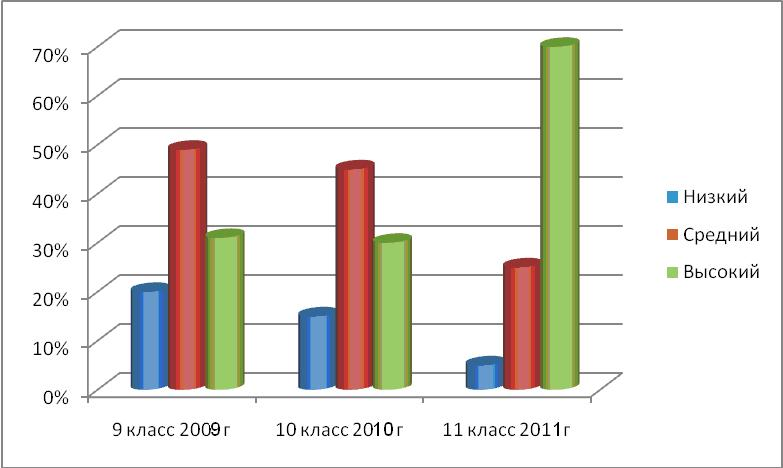 70%
60%
50%
40%
30%
20%
10%
0%
9 класс 2009 г
10 класс 2010 г
11 класс 2011г
Низкий
Средний
Высокий